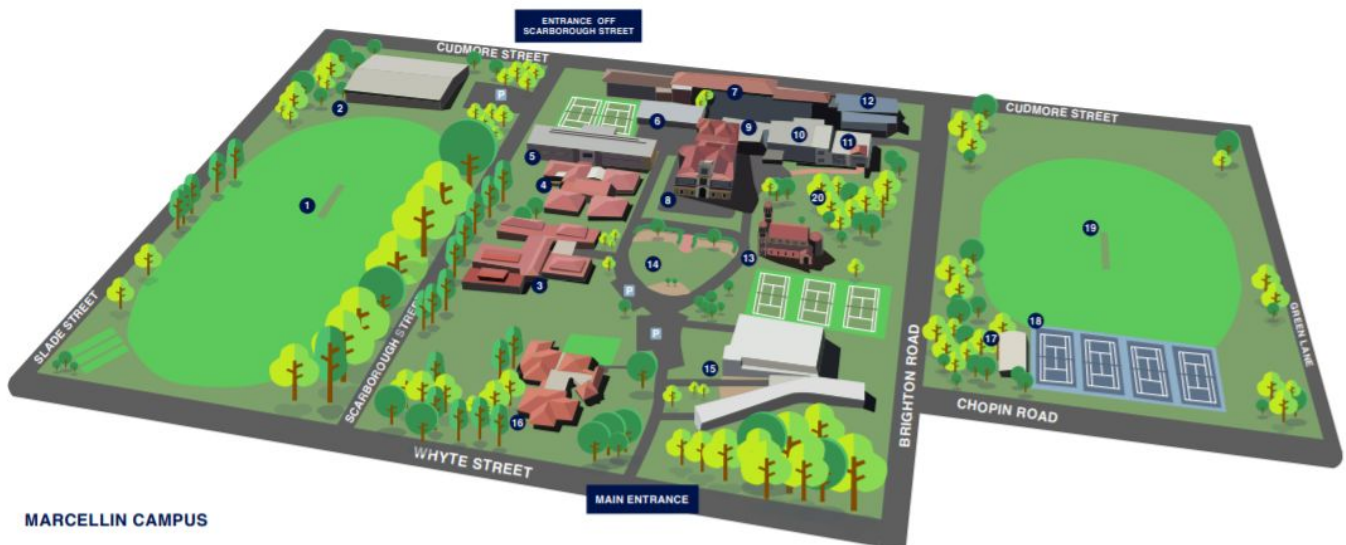 ENTRANCE OFF
SCARBOROUGH STREET
CUDMORE STREET
CUDMORE STREET
P
2
7
12
6
9
10
11
5
4
8
20
1
19
13
14
3
P
SLADE STREET
SCARBOROUGH STREET
P
BRIGHTON ROAD
GREEN LANE
18
17
15
CHOPIN ROAD
16
WHYTE STREET
MAIN ENTRANCE
MARCELLIN CAMPUS